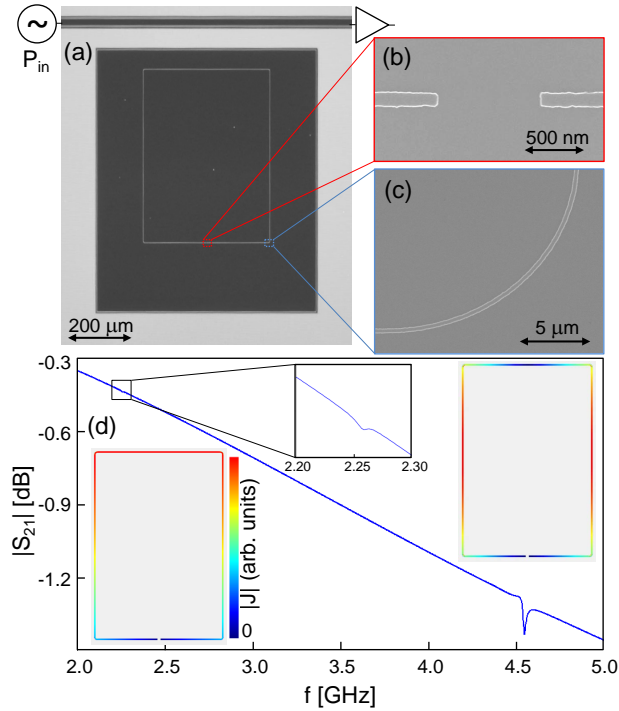 ~
P_in
(a)
200 μm
(b)
500 nm
(c)
5 μm
-0.3
-0.6
-0.9
-1.2
|S_21| [dB]
(d)
|J| (arb. units)
0
2.20 2.25 2.30
2.0 2.5 3.0 3.5 4.0 4.5 5.0
f [GHz]